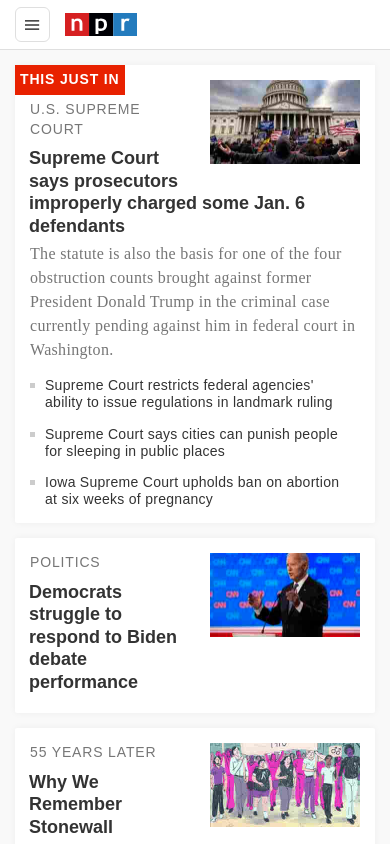 npr
THIS JUST IN
U.S. SUPREME
COURT
Supreme Court
says prosecutors
improperly charged some Jan. 6
defendants
The statute is also the basis for one of the four
obstruction counts brought against former
President Donald Trump in the criminal case
currently pending against him in federal court in
Washington.
Supreme Court restricts federal agencies'
ability to issue regulations in landmark ruling
Supreme Court says cities can punish people
for sleeping in public places
Iowa Supreme Court upholds ban on abortion
at six weeks of pregnancy
POLITICS
Democrats
struggle to
respond to Biden
debate
performance
55 YEARS LATER
Why We
Remember
Stonewall